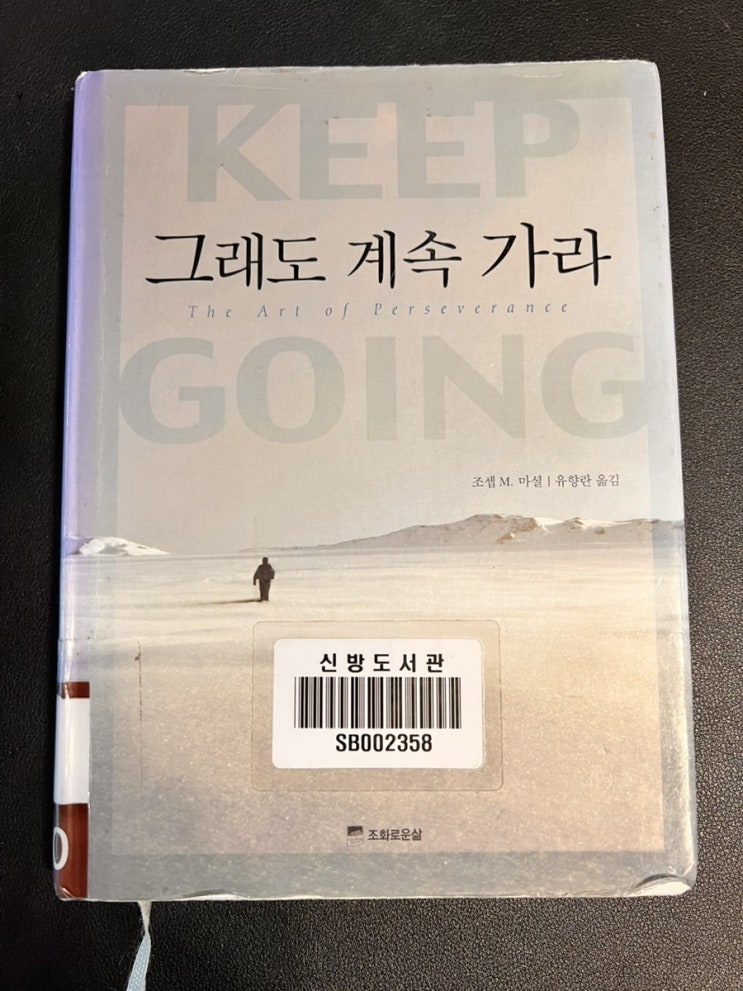 KEEP
그래도 계속 가라
The Art of Perseverance
GOING
조셉 M. 마셜 | 유향란 옮김
신방도서관
SB002358
조화로운삶
0